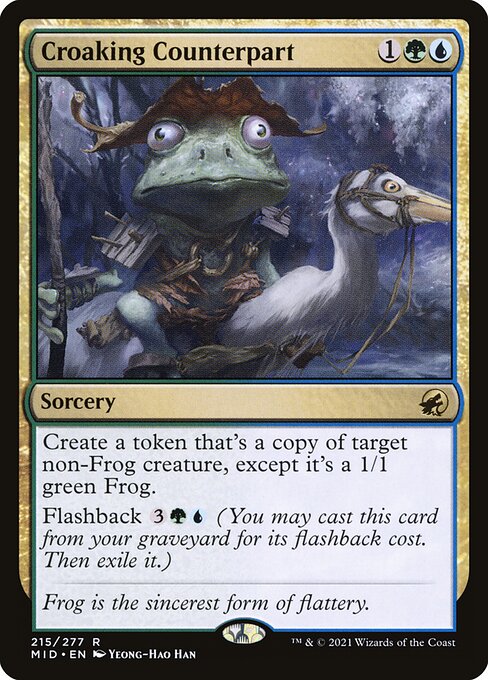 Croaking Counterpart 1
Sorcery
Create a token that's a copy of target
non-Frog creature, except it's a 1/1
green Frog.
Flashback 3 (You may cast this card
from your graveyard for its flashback cost.
Then exile it.)
Frog is the sincerest form of flattery.
215/277 R
MID • EN Yeong-Hao Han
™ & © 2021 Wizards of the Coast